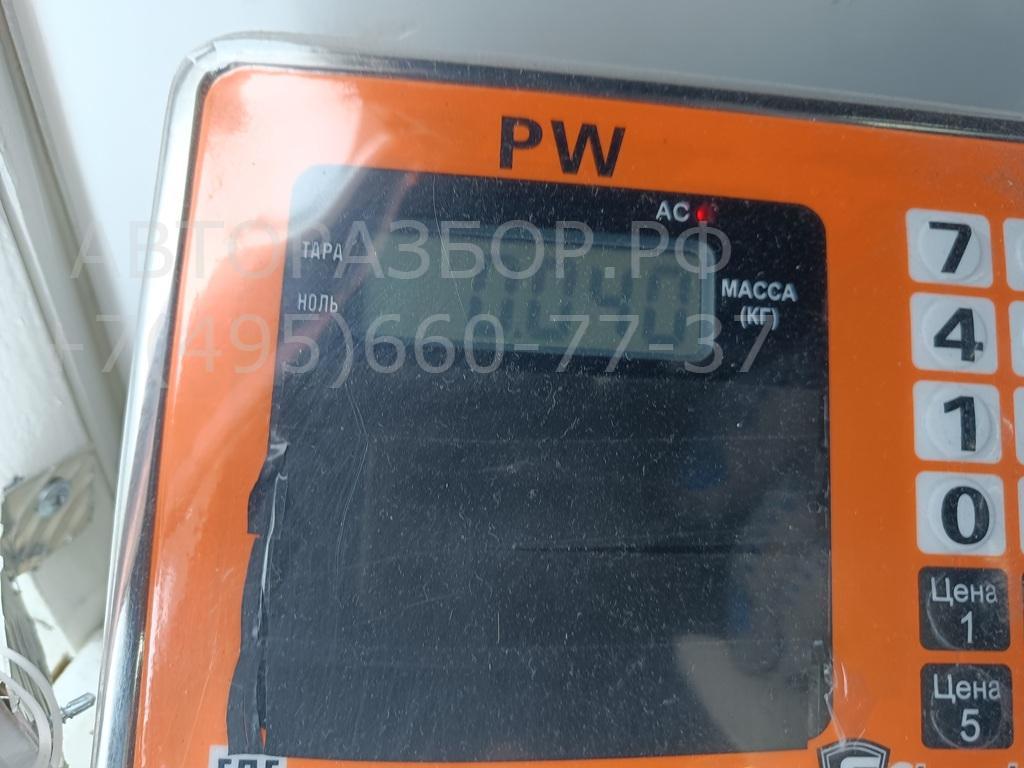 PW
AC
АВТОРАЗБОР.РФ
ТАРА
НОЛЬ
МАССА
(КГ)
+7(495)660-77-37
7
4
1
0
Цена
1
Цена
5
EAC